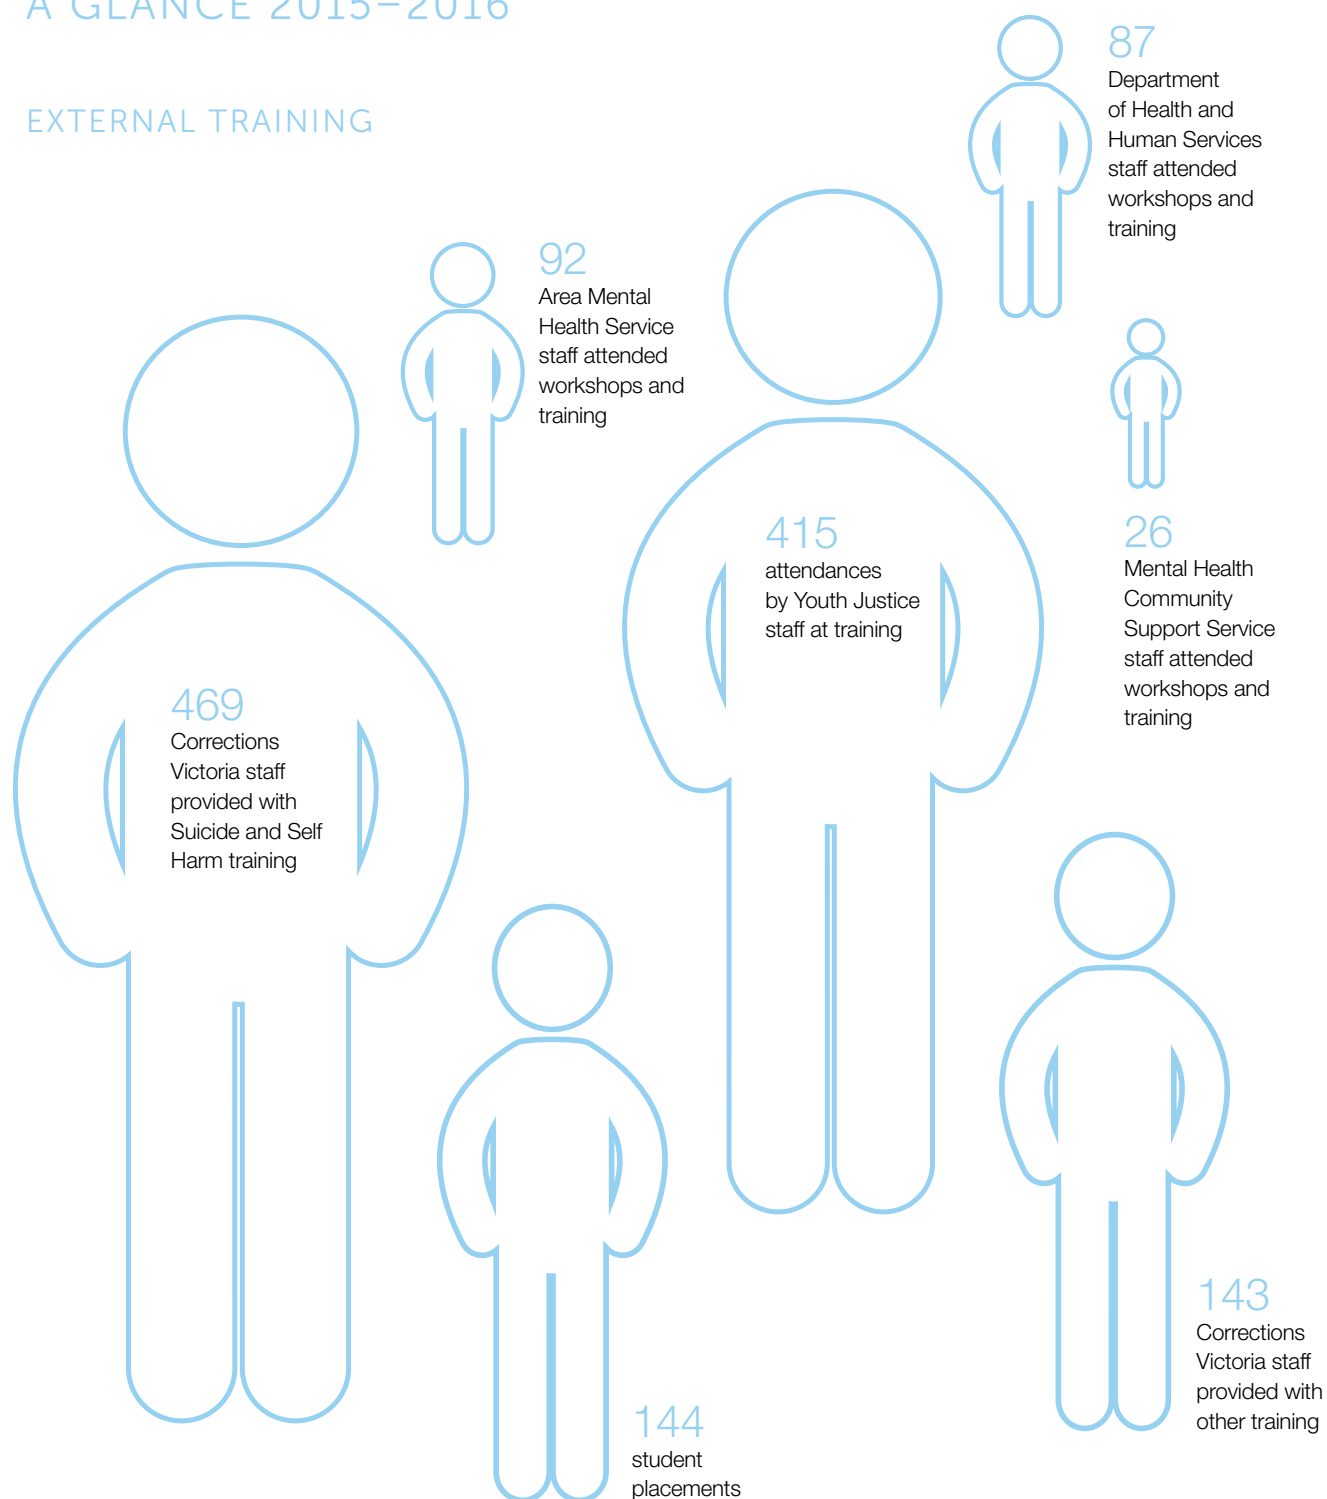 A GLANCE 2015–2016
EXTERNAL TRAINING
87
Department
of Health and
Human Services
staff attended
workshops and
training
92
Area Mental
Health Service
staff attended
workshops and
training
415
attendances
by Youth Justice
staff at training
26
Mental Health
Community
Support Service
staff attended
workshops and
training
469
Corrections
Victoria staff
provided with
Suicide and Self
Harm training
143
Corrections
Victoria staff
provided with
other training
144
student
placements